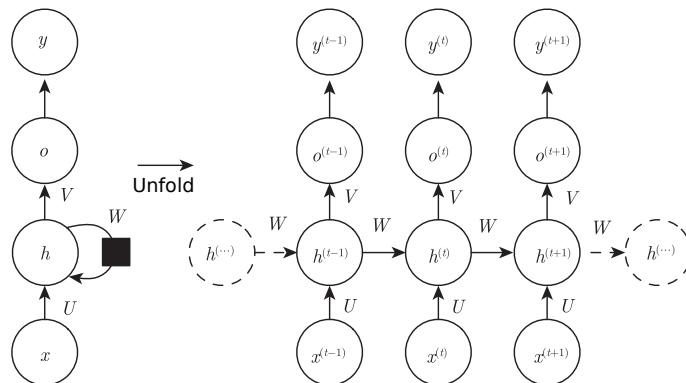 y y^{(t-1)} y^{(t)} y^{(t+1)}
o o^{(t-1)} o^{(t)} o^{(t+1)}
Unfold
V V V V
W W W W W
h h^{(...)} h^{(t-1)} h^{(t)} h^{(t+1)} h^{(...)}
U U U U
x x^{(t-1)} x^{(t)} x^{(t+1)}